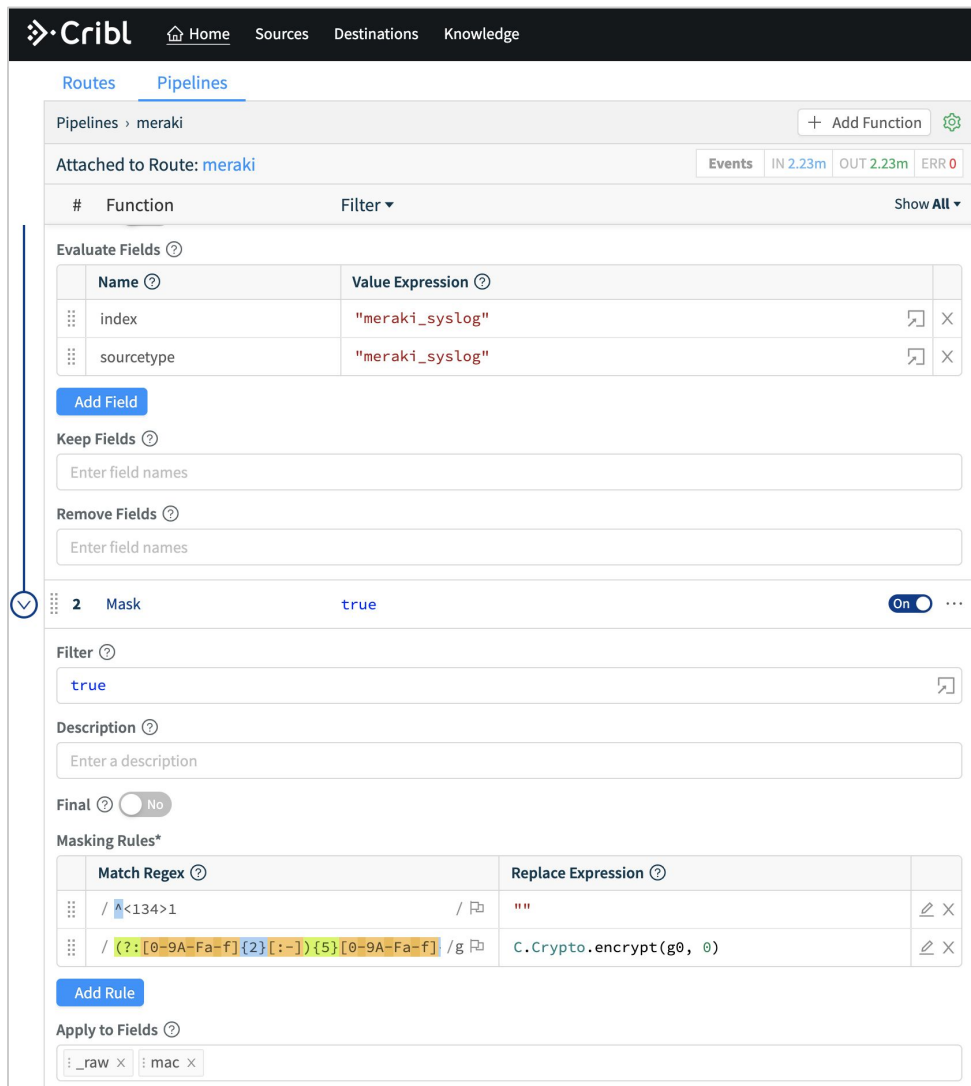 Cribl Home Sources Destinations Knowledge
Routes Pipelines
Pipelines › meraki + Add Function
Attached to Route: meraki Events IN 2.23m OUT 2.23m ERR 0
# Function Filter Show All
Evaluate Fields ?
Name ? Value Expression ?
index "meraki_syslog"
sourcetype "meraki_syslog"
Add Field
Keep Fields ?
Enter field names
Remove Fields ?
Enter field names
2 Mask true On ...
Filter ?
true
Description ?
Enter a description
Final ? No
Masking Rules*
Match Regex ? Replace Expression ?
/ ^<134>1 / ""
/ (?:[0-9A-Fa-f]{2}[:-]){5}[0-9A-Fa-f] /g C.Crypto.encrypt(g0, 0)
Add Rule
Apply to Fields ?
_raw × mac ×